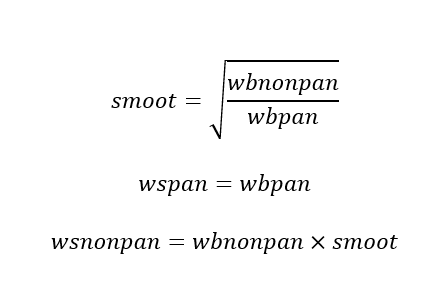 smoot = √(wbnonpan / wbpan)
wspan = wbpan
wsnonpan = wbnonpan × smoot